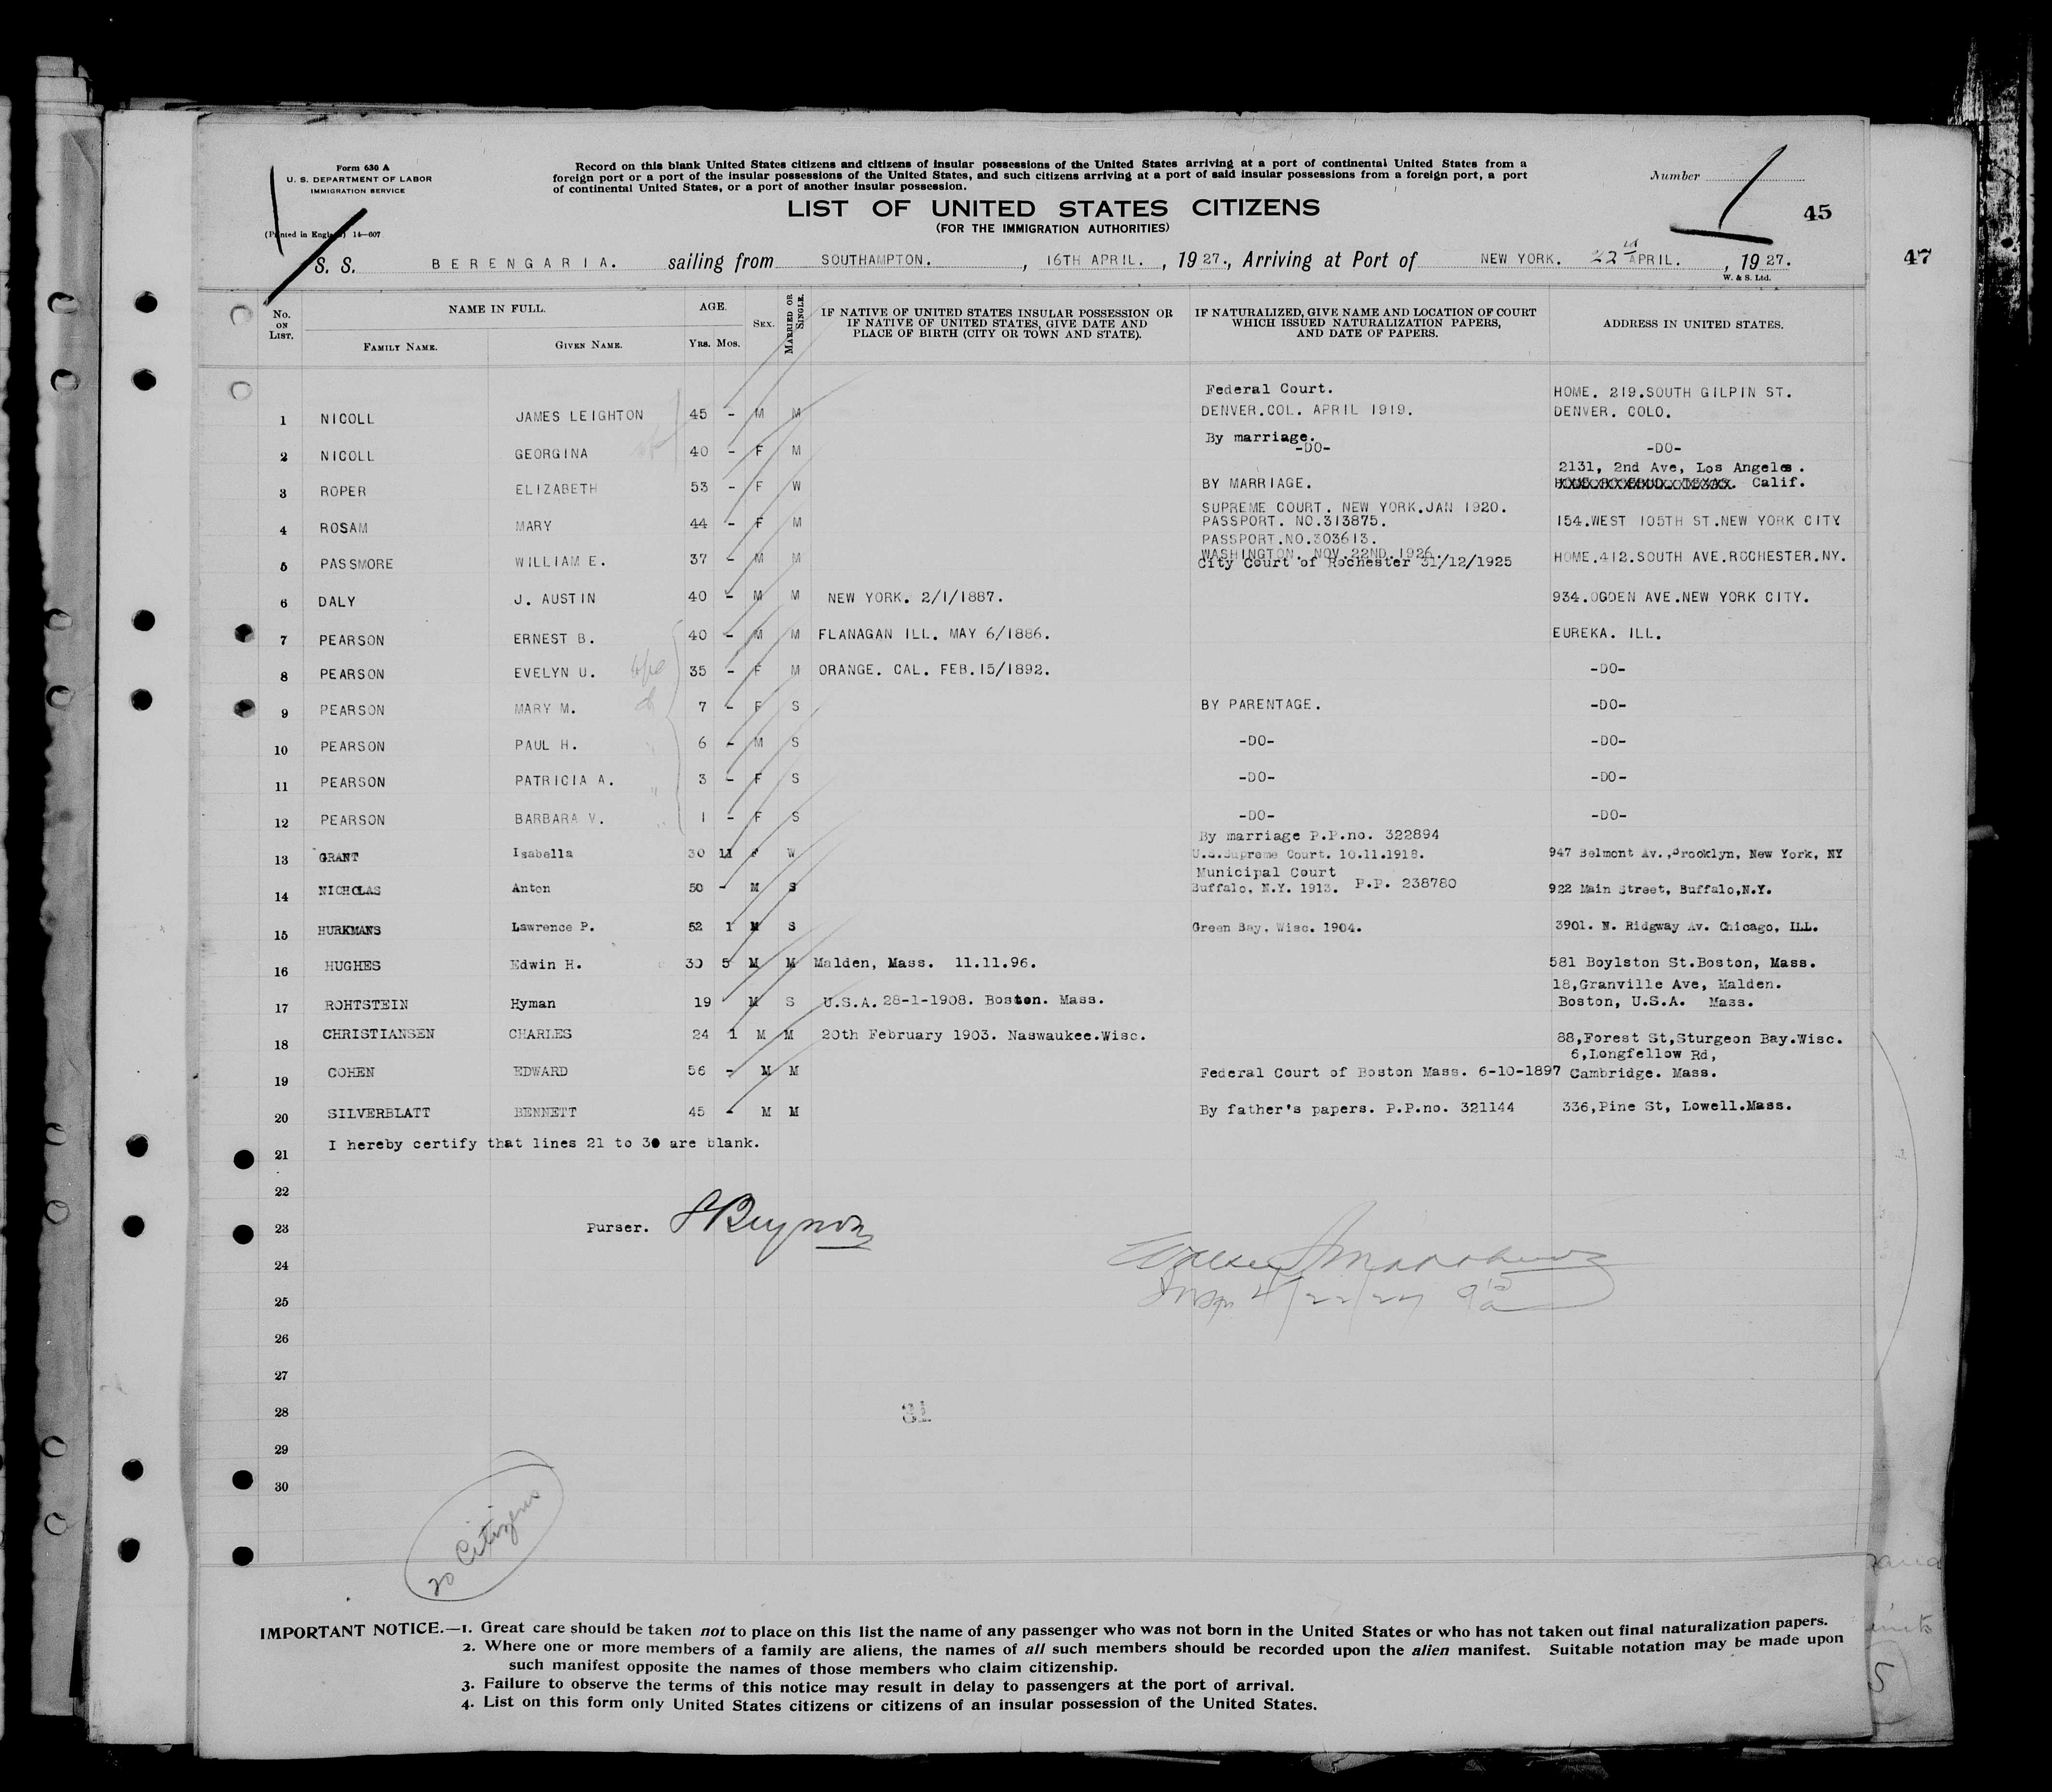 Form 630 A
U. S. DEPARTMENT OF LABOR
IMMIGRATION SERVICE
(Printed in England) 14—607
Record on this blank United States citizens and citizens of insular possessions of the United States arriving at a port of continental United States from a
foreign port or a port of the insular possessions of the United States, and such citizens arriving at a port of said insular possessions from a foreign port, a port
of continental United States, or a port of another insular possession.
Number
45
47
LIST OF UNITED STATES CITIZENS
(FOR THE IMMIGRATION AUTHORITIES)
S. S. BERENGARIA. sailing from SOUTHAMPTON. , 16TH APRIL. , 1927., Arriving at Port of NEW YORK. 22nd APRIL. , 1927.
W. & S. Ltd.
No. ON LIST. NAME IN FULL. AGE. SEX. MARRIED OR SINGLE. IF NATIVE OF UNITED STATES INSULAR POSSESSION OR IF NATIVE OF UNITED STATES, GIVE DATE AND PLACE OF BIRTH (CITY OR TOWN AND STATE). IF NATURALIZED, GIVE NAME AND LOCATION OF COURT WHICH ISSUED NATURALIZATION PAPERS, AND DATE OF PAPERS. ADDRESS IN UNITED STATES.
FAMILY NAME. GIVEN NAME. YRS. MOS.
Federal Court. HOME. 219.SOUTH GILPIN ST.
1 NICOLL JAMES LEIGHTON 45 - M M DENVER.COL. APRIL 1919. DENVER. COLO.
By marriage.
2 NICOLL GEORGINA 40 - F M -DO- -DO-
2131, 2nd Ave, Los Angeles.
3 ROPER ELIZABETH 53 - F W BY MARRIAGE. Calif.
SUPREME COURT. NEW YORK.JAN 1920.
4 ROSAM MARY 44 - F M PASSPORT. NO.313875. 154.WEST 105TH ST.NEW YORK CITY
PASSPORT.NO.303613.
WASHINGTON. NOV.22ND.1926.
5 PASSMORE WILLIAM E. 37 - M M City Court of Rochester 31/12/1925 HOME.412.SOUTH AVE.ROCHESTER.NY.
6 DALY J. AUSTIN 40 - M M NEW YORK. 2/1/1887. 934.OGDEN AVE.NEW YORK CITY.
7 PEARSON ERNEST B. 40 - M M FLANAGAN ILL. MAY 6/1886. EUREKA. ILL.
8 PEARSON EVELYN U. wife 35 - F M ORANGE. CAL. FEB.15/1892. -DO-
9 PEARSON MARY M. 7 - F S BY PARENTAGE. -DO-
10 PEARSON PAUL H. 6 - M S -DO- -DO-
11 PEARSON PATRICIA A. " 3 - F S -DO- -DO-
12 PEARSON BARBARA V. " 1 - F S -DO- -DO-
By marriage P.P.no. 322894
13 GRANT Isabella 30 11 F W U.S.Supreme Court. 10.11.1918. 947 Belmont Av.,Brooklyn, New York, NY
Municipal Court
14 NICHOLAS Anton 50 - M S Buffalo, N.Y. 1913. P.P. 238780 922 Main Street, Buffalo,N.Y.
15 HURKMANS Lawrence P. 52 1 M S Green Bay. Wisc. 1904. 3901. N. Ridgway Av. Chicago, ILL.
16 HUGHES Edwin H. 30 5 M M Malden, Mass. 11.11.96. 581 Boylston St.Boston, Mass.
18,Granville Ave, Malden.
17 ROHTSTEIN Hyman 19 M S U.S.A. 28-1-1908. Boston. Mass. Boston, U.S.A. Mass.
18 CHRISTIANSEN CHARLES 24 1 M M 20th February 1903. Naswaukee.Wisc. 88,Forest St,Sturgeon Bay.Wisc.
6,Longfellow Rd,
19 COHEN EDWARD 56 - M M Federal Court of Boston Mass. 6-10-1897 Cambridge. Mass.
20 SILVERBLATT BENNETT 45 - M M By father's papers. P.P.no. 321144 336,Pine St, Lowell.Mass.
21 I hereby certify that lines 21 to 30 are blank.
22
23 Purser.
24
25 Insp 4/22/27
26
27
28 31
29
30
20 Citizens
IMPORTANT NOTICE.—1. Great care should be taken not to place on this list the name of any passenger who was not born in the United States or who has not taken out final naturalization papers.
2. Where one or more members of a family are aliens, the names of all such members should be recorded upon the alien manifest. Suitable notation may be made upon
such manifest opposite the names of those members who claim citizenship.
3. Failure to observe the terms of this notice may result in delay to passengers at the port of arrival.
4. List on this form only United States citizens or citizens of an insular possession of the United States.